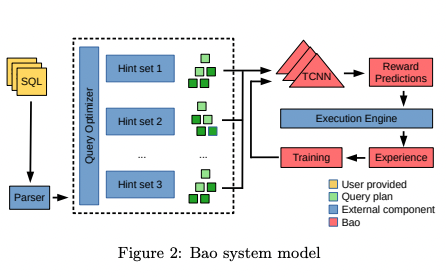 SQL
Parser
Query Optimizer
Hint set 1
Hint set 2
...
...
Hint set 3
TCNN
Reward
Predictions
Execution Engine
Training
Experience
User provided
Query plan
External component
Bao
Figure 2: Bao system model